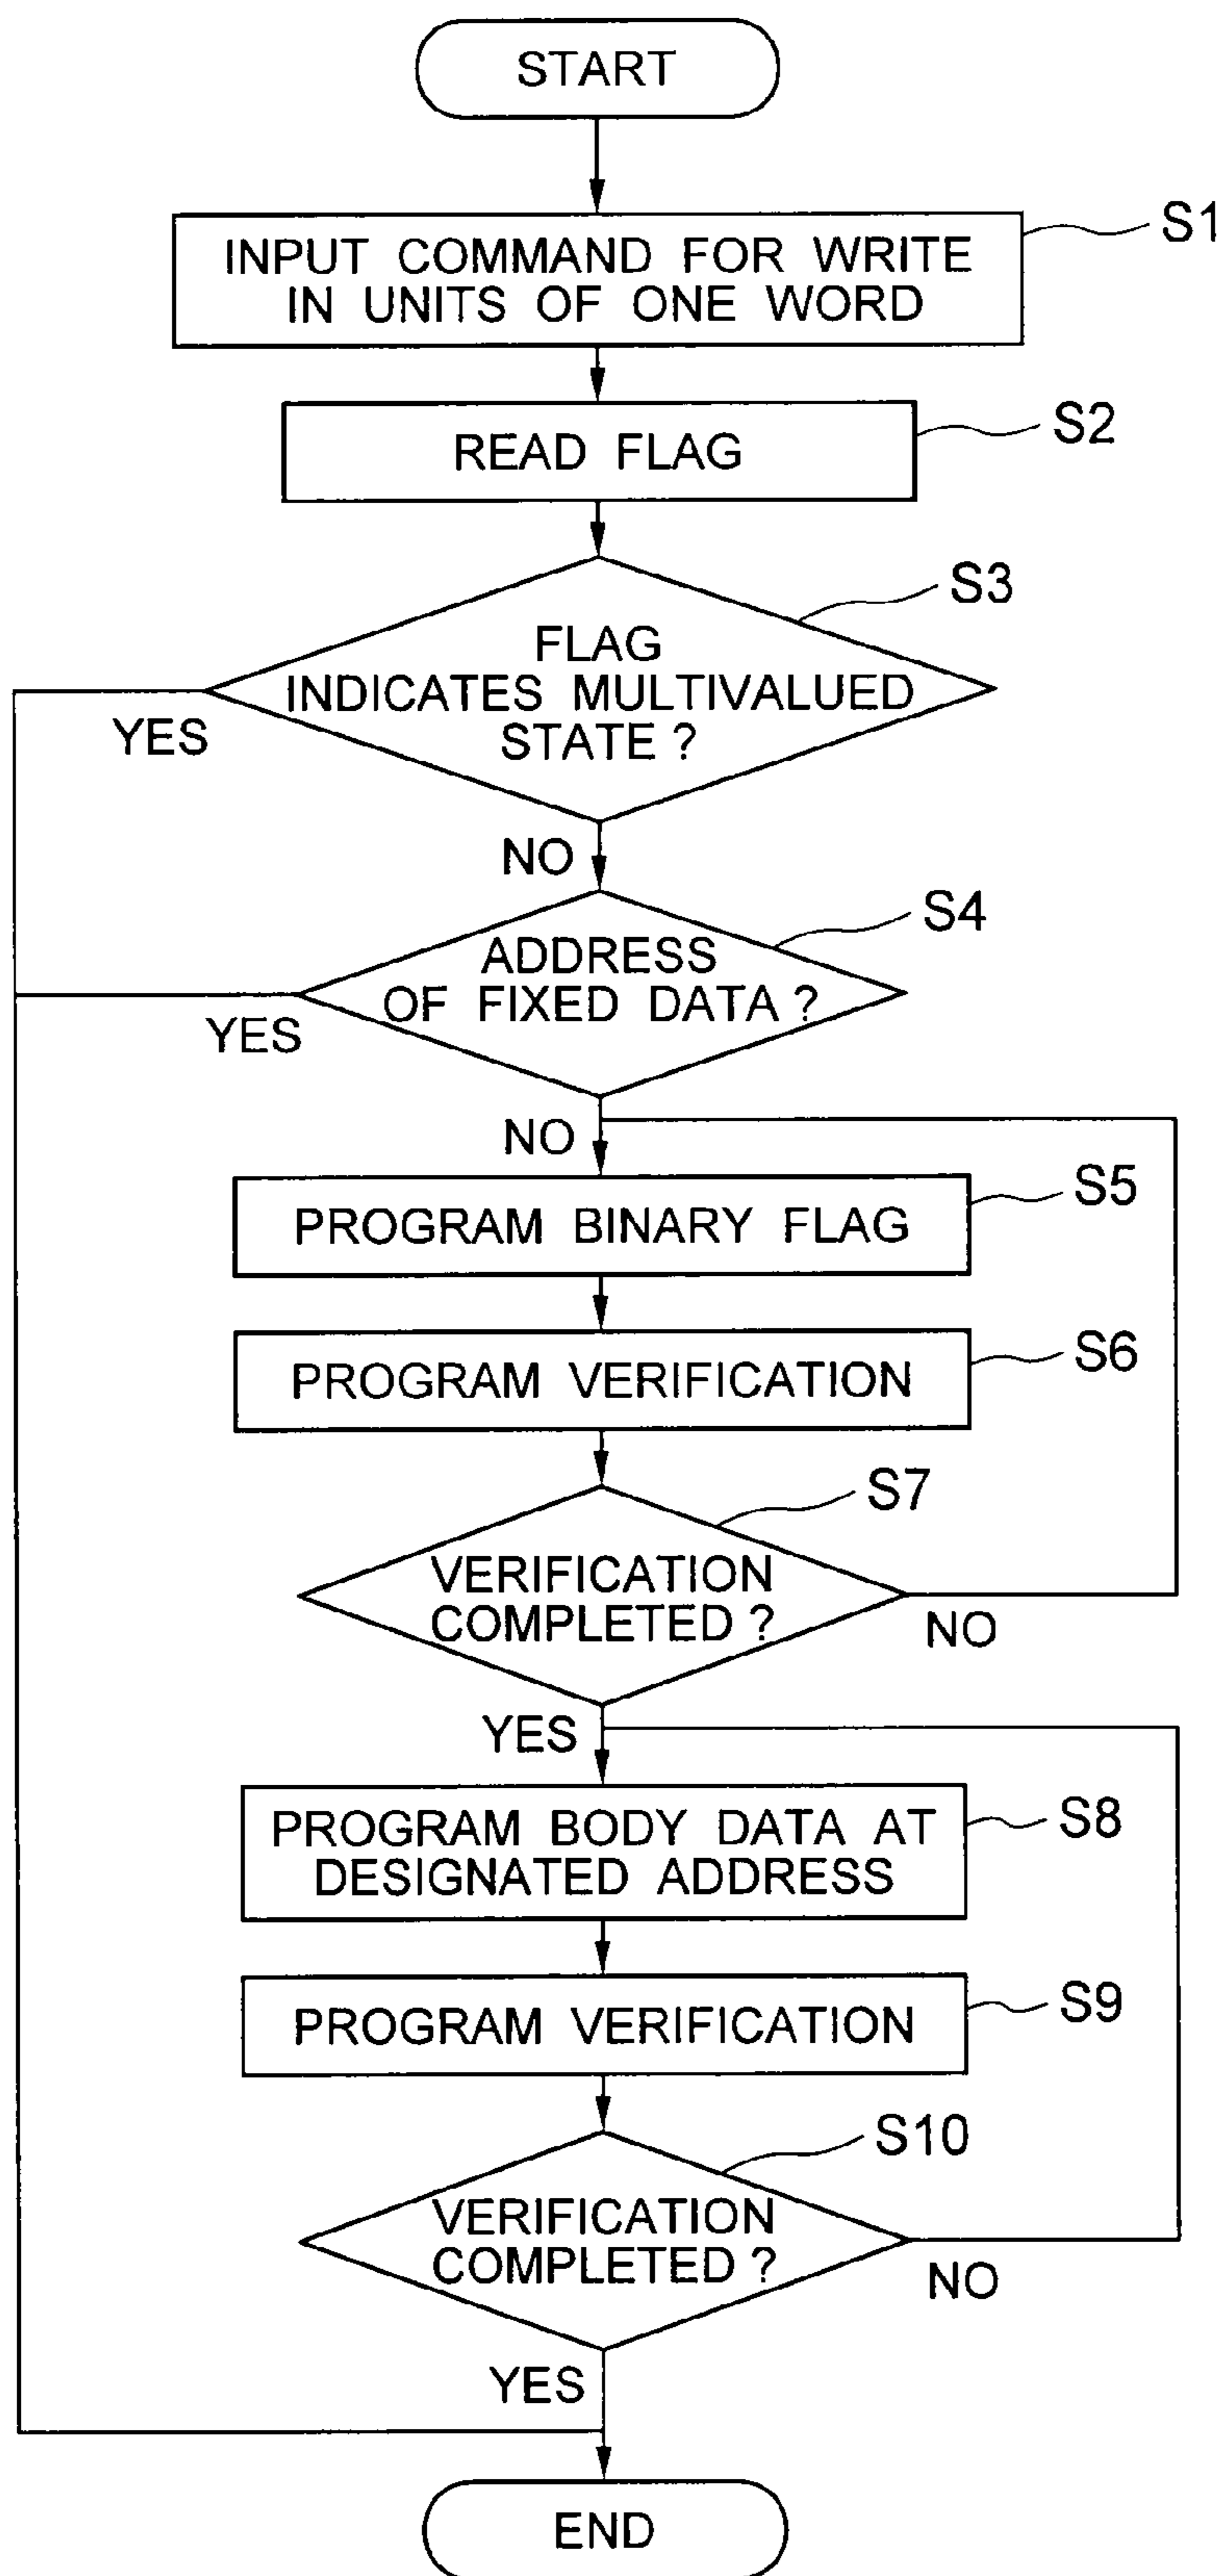 START
S1
INPUT COMMAND FOR WRITE
IN UNITS OF ONE WORD
S2
READ FLAG
S3
FLAG
INDICATES MULTIVALUED
STATE ?
YES
NO
S4
ADDRESS
OF FIXED DATA ?
YES
NO
S5
PROGRAM BINARY FLAG
S6
PROGRAM VERIFICATION
S7
VERIFICATION
COMPLETED ?
NO
YES
S8
PROGRAM BODY DATA AT
DESIGNATED ADDRESS
S9
PROGRAM VERIFICATION
S10
VERIFICATION
COMPLETED ?
NO
YES
END